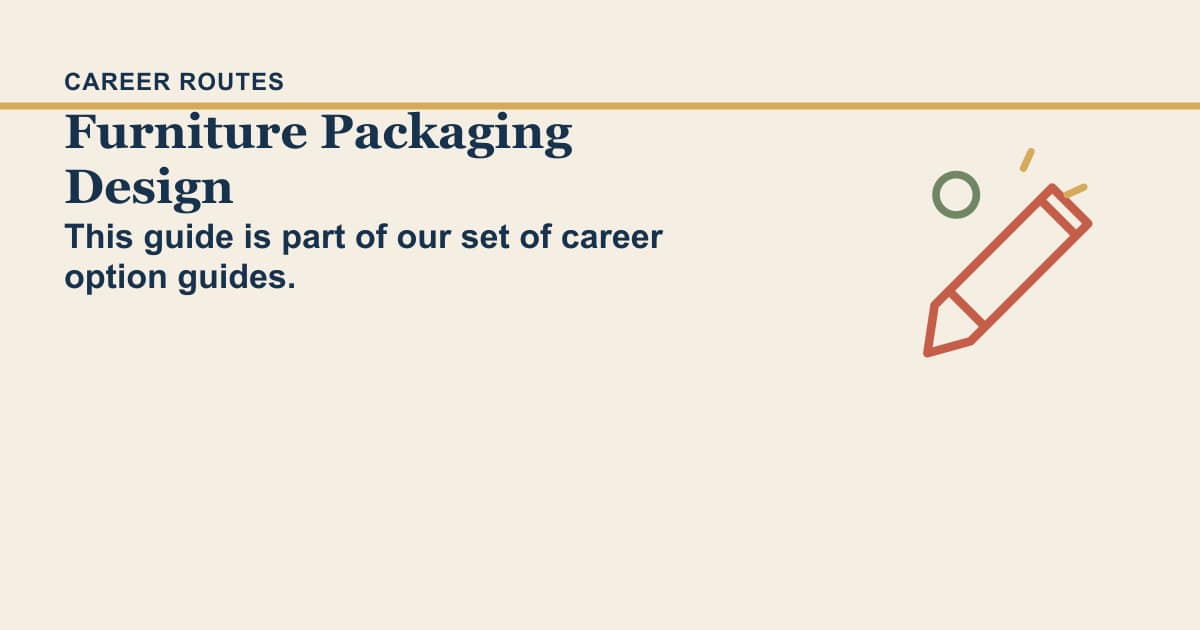 CAREER ROUTES
Furniture Packaging
Design
This guide is part of our set of career
option guides.